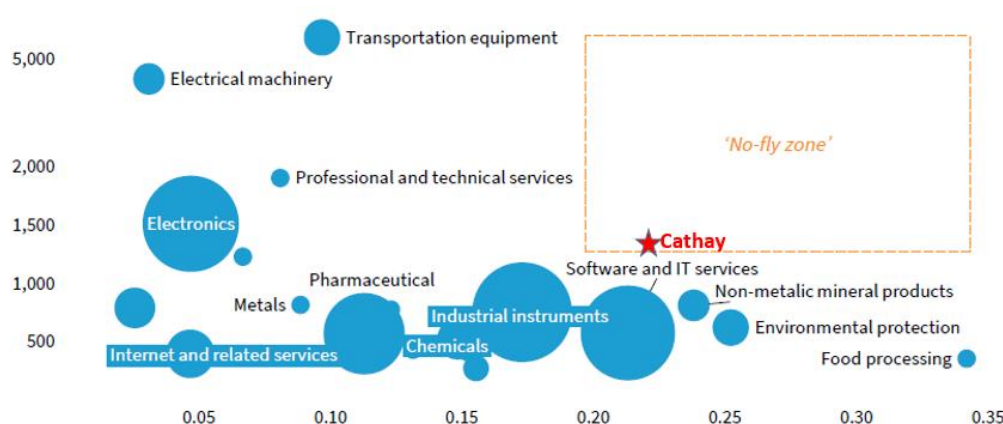 Transportation equipment
5,000
Electrical machinery
'No-fly zone'
2,000
Professional and technical services
1,500
Electronics
Cathay
Software and IT services
1,000
Pharmaceutical
Non-metalic mineral products
Metals
Industrial instruments
Environmental protection
500
Chemicals
Internet and related services
Food processing
0.05 0.10 0.15 0.20 0.25 0.30 0.35